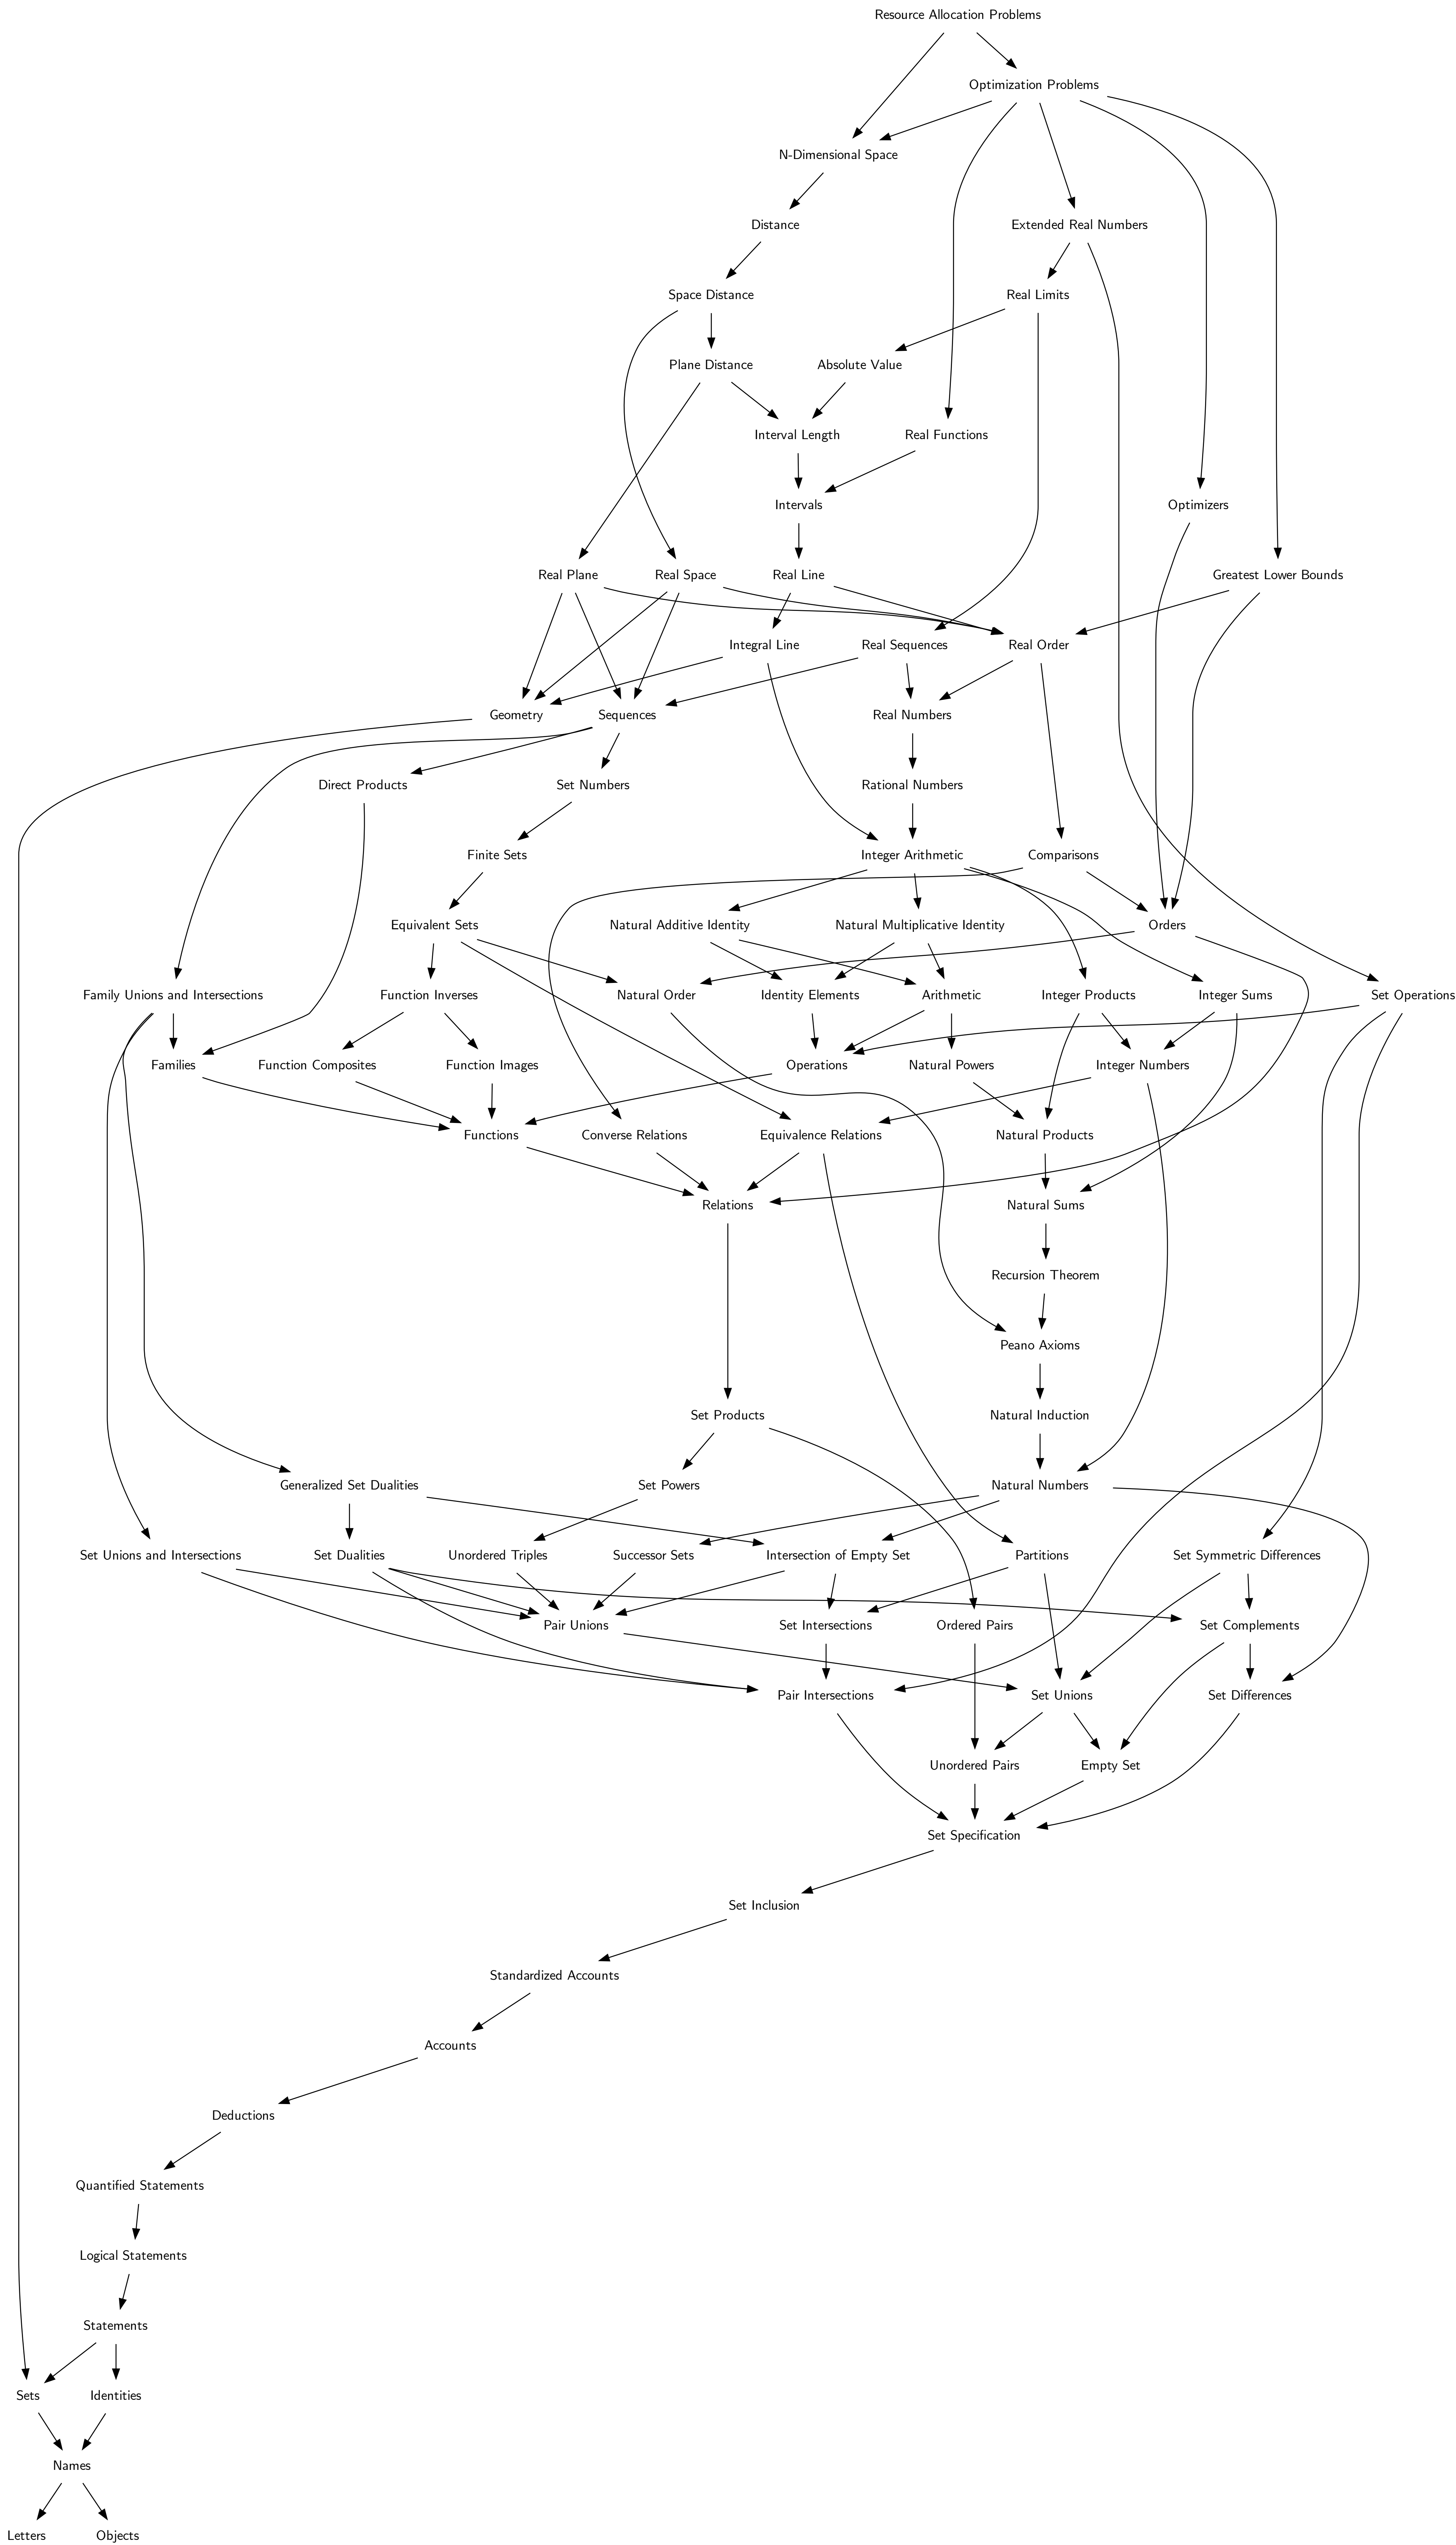 Resource Allocation Problems
Optimization Problems
N-Dimensional Space
Distance
Extended Real Numbers
Space Distance
Real Limits
Plane Distance
Absolute Value
Interval Length
Real Functions
Intervals
Optimizers
Real Plane
Real Space
Real Line
Greatest Lower Bounds
Integral Line
Real Sequences
Real Order
Geometry
Sequences
Real Numbers
Direct Products
Set Numbers
Rational Numbers
Finite Sets
Integer Arithmetic
Comparisons
Equivalent Sets
Natural Additive Identity
Natural Multiplicative Identity
Orders
Family Unions and Intersections
Function Inverses
Natural Order
Identity Elements
Arithmetic
Integer Products
Integer Sums
Set Operations
Families
Function Composites
Function Images
Operations
Natural Powers
Integer Numbers
Functions
Converse Relations
Equivalence Relations
Natural Products
Relations
Natural Sums
Recursion Theorem
Peano Axioms
Set Products
Natural Induction
Generalized Set Dualities
Set Powers
Natural Numbers
Set Unions and Intersections
Set Dualities
Unordered Triples
Successor Sets
Intersection of Empty Set
Partitions
Set Symmetric Differences
Pair Unions
Set Intersections
Ordered Pairs
Set Complements
Pair Intersections
Set Unions
Set Differences
Unordered Pairs
Empty Set
Set Specification
Set Inclusion
Standardized Accounts
Accounts
Deductions
Quantified Statements
Logical Statements
Statements
Sets
Identities
Names
Letters
Objects